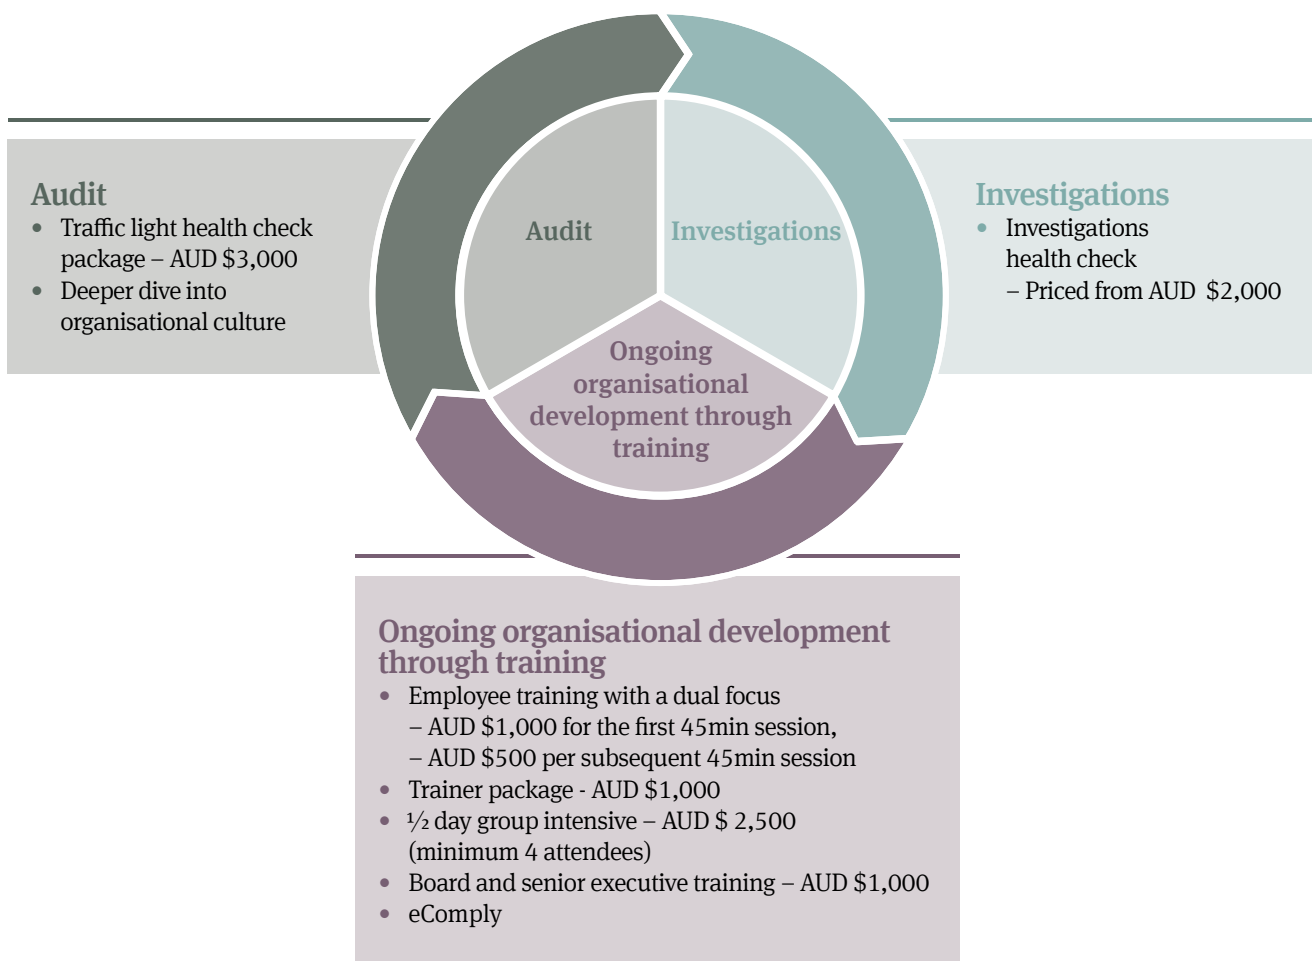 Audit
• Traffic light health check
package – AUD $3,000
• Deeper dive into
organisational culture
Audit
Investigations
Ongoing
organisational
development through
training
Investigations
• Investigations
health check
– Priced from AUD  $2,000
Ongoing organisational development
through training
• Employee training with a dual focus
– AUD $1,000 for the first 45min session,
– AUD $500 per subsequent 45min session
• Trainer package - AUD $1,000
• ½ day group intensive – AUD $ 2,500
(minimum 4 attendees)
• Board and senior executive training – AUD $1,000
• eComply